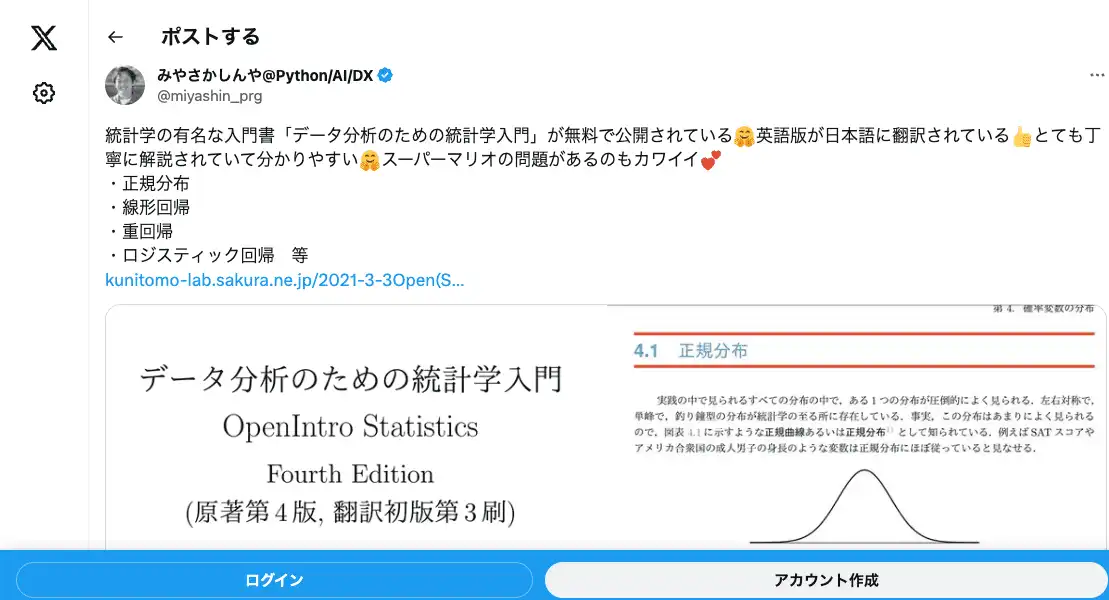 ポストする
みやさかしんや@Python/AI/DX
@miyashin_prg
統計学の有名な入門書「データ分析のための統計学入門」が無料で公開されている🤗英語版が日本語に翻訳されている👍とても丁
寧に解説されていて分かりやすい🤗スーパーマリオの問題があるのもカワイイ💕
・正規分布
・線形回帰
・重回帰
・ロジスティック回帰　等
kunitomo-lab.sakura.ne.jp/2021-3-3Open(S...
データ分析のための統計学入門
OpenIntro Statistics
Fourth Edition
(原著第4版, 翻訳初版第3刷)
第4. 確率変数の分布
4.1 正規分布
実践の中で見られるすべての分布の中で，ある1つの分布が圧倒的によく見られる．左右対称で，
単峰で，釣り鐘型の分布が統計学の至る所に存在している．事実，この分布はあまりによく見られる
ので，図表4.1に示すような正規曲線あるいは正規分布1)として知られている．例えばSATスコアや
アメリカ合衆国の成人男子の身長のような変数は正規分布にほぼ従っていると見なせる．
ログイン
アカウント作成